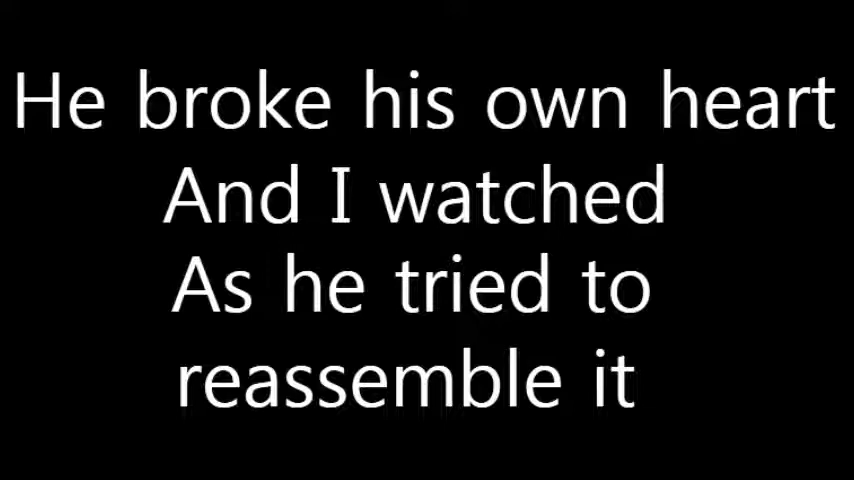 He broke his own heart
And I watched
As he tried to
reassemble it